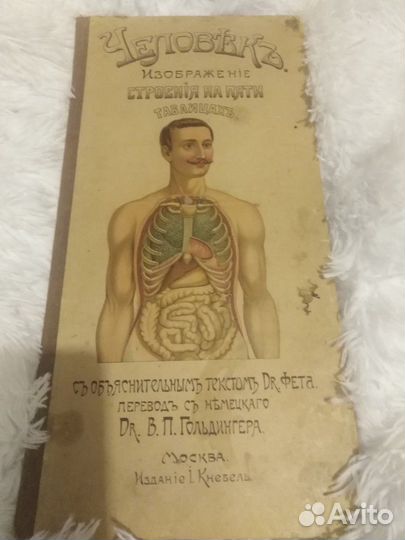 Человѣкъ.
Изображеніе
строенія на пяти
таблицахъ.
съ объяснительнымъ текстомъ Dr. Фета.
переводъ съ нѣмецкаго
Dr. В. П. Гольдингера.
Москва.
Изданіе І. Кнебель.
Avito